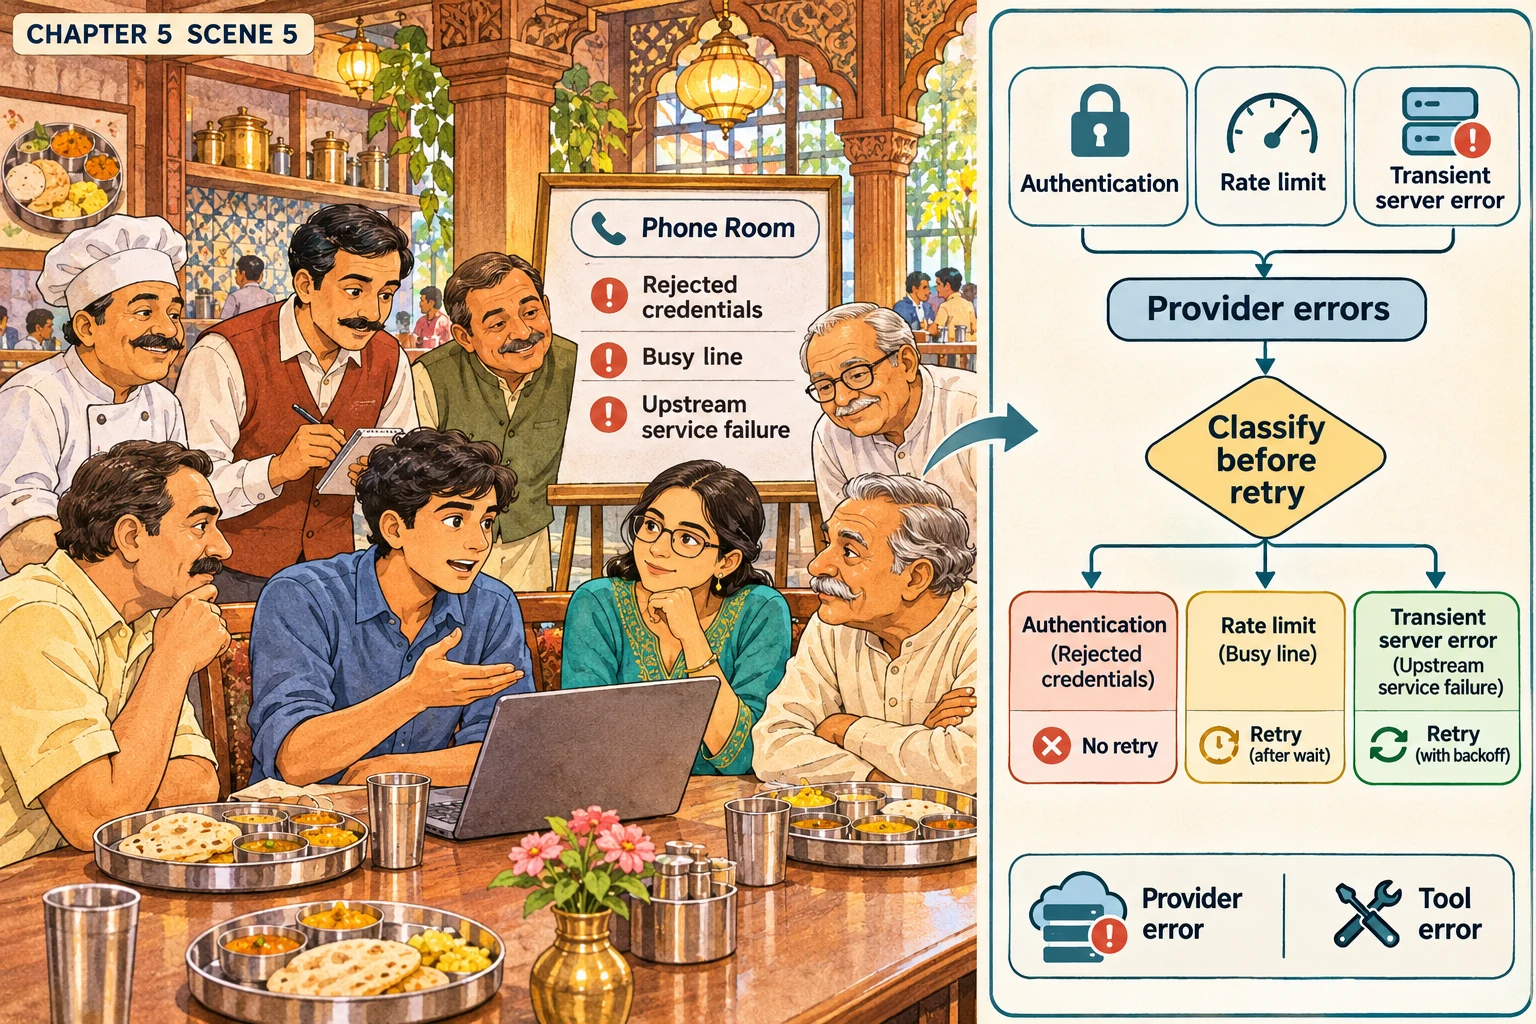 CHAPTER 5 SCENE 5
Phone Room
Rejected
credentials
Busy line
Upstream
service failure
Authentication
Rate limit
Transient
server error
Provider errors
Classify
before
retry
Authentication
(Rejected
credentials)
No retry
Rate limit
(Busy line)
Retry
(after wait)
Transient
server error
(Upstream
service failure)
Retry
(with backoff)
Provider
error
Tool
error